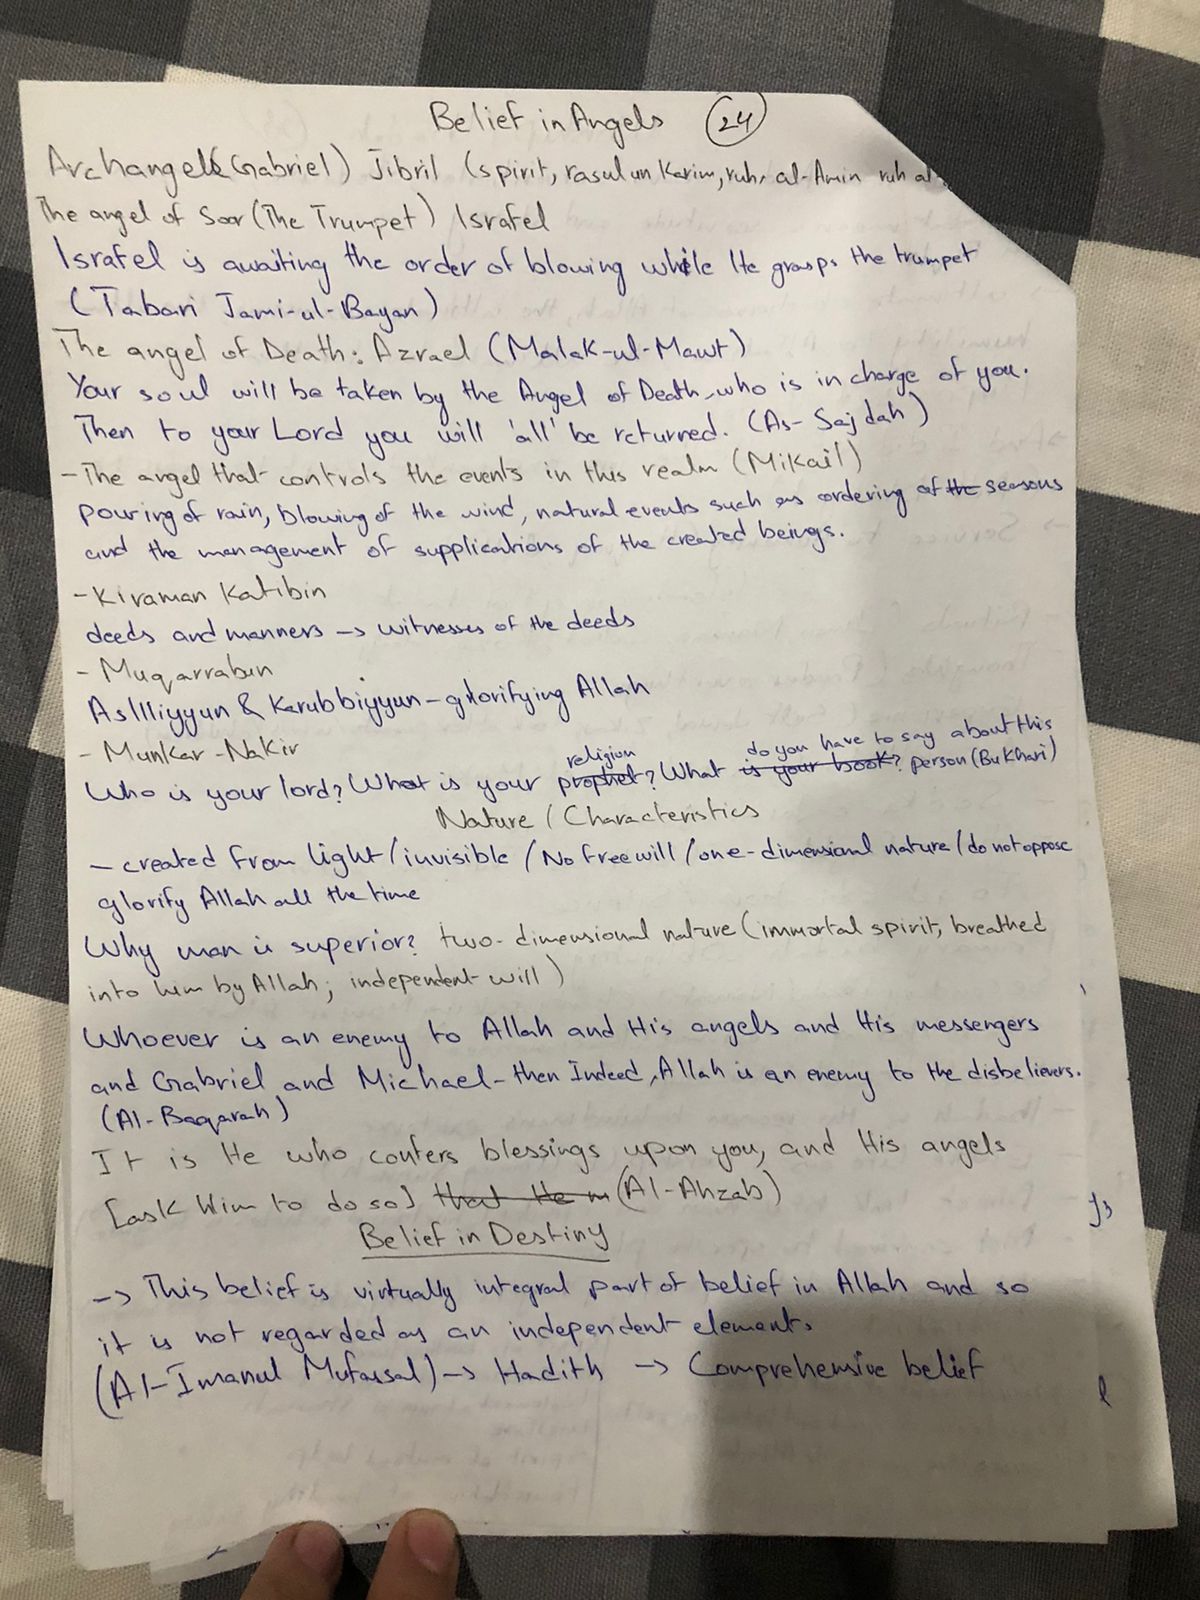 Belief in Angels 24
Archangel (Gabriel) Jibril (spirit, rasulun Karim, ruh, al-Amin ruh al-
The angel of Soor (The Trumpet) Israfel
Israfel is awaiting the order of blowing while He grasps the trumpet
(Tabari Jami-ul-Bayan)
The angel of Death: Azrael (Malak-ul-Mawt)
Your soul will be taken by the Angel of Death, who is in charge of you.
Then to your Lord you will 'all' be returned. (As-Sajdah)
- The angel that controls the events in this realm (Mikail)
pouring of rain, blowing of the wind, natural events such as ordering of the seasons
and the management of supplications of the created beings.
- Kiraman Katibin
deeds and manners -> witnesses of the deeds
- Muqarrabun
As Illiyyun & Karubbiyyun - glorifying Allah
- Munkar-Nakir
religion do you have to say about this
Who is your lord? What is your prophet? What is your book? person (Bukhari)
Nature / Characteristics
- created from light / invisible / No free will / one-dimensional nature / do not oppose
glorify Allah all the time
Why man is superior? two-dimensional nature (immortal spirit, breathed
into him by Allah; independent will)
Whoever is an enemy to Allah and His angels and His messengers
and Gabriel and Michael - then Indeed, Allah is an enemy to the disbelievers.
(Al-Baqarah)
It is He who confers blessings upon you, and His angels
[ask Him to do so] that He m (Al-Ahzab)
Belief in Destiny
-> This belief is virtually integral part of belief in Allah and so
it is not regarded as an independent element.
(Al-Imanul Mufassal) -> Hadith -> Comprehensive belief